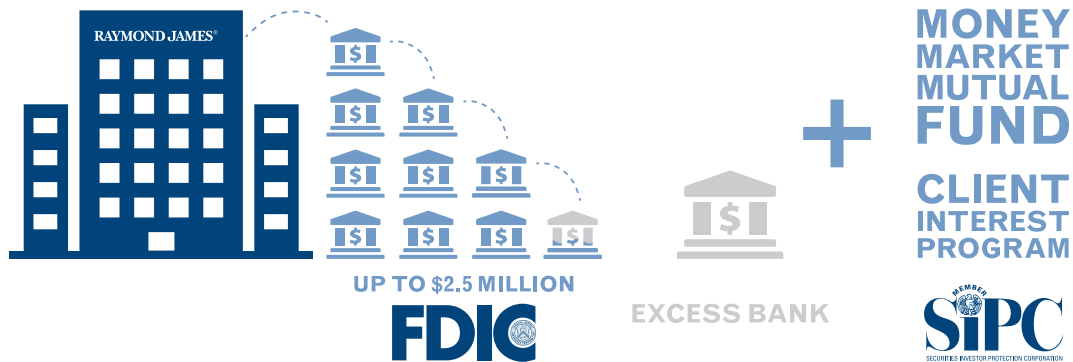 RAYMOND JAMES®
$
$ $
$ $ $
$ $ $ $
UP TO $2.5 MILLION
FDIC
$
EXCESS BANK
+
MONEY
MARKET
MUTUAL
FUND
CLIENT
INTEREST
PROGRAM
MEMBER
SIPC
SECURITIES INVESTOR PROTECTION CORPORATION